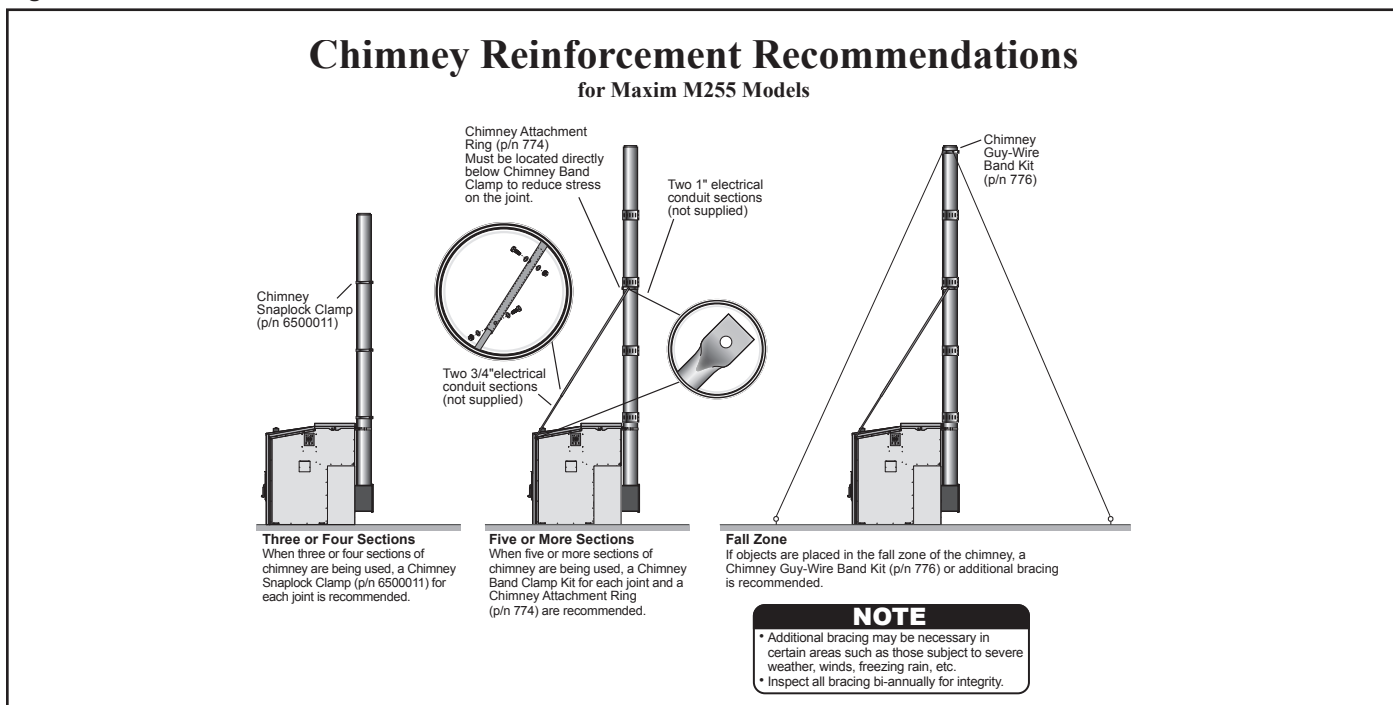 Chimney Reinforcement Recommendations
for Maxim M255 Models
Chimney Attachment
Ring (p/n 774)
Must be located directly
below Chimney Band
Clamp to reduce stress
on the joint.
Two 1" electrical
conduit sections
(not supplied)
Chimney
Guy-Wire
Band Kit
(p/n 776)
Chimney
Snaplock Clamp
(p/n 6500011)
Two 3/4"electrical
conduit sections
(not supplied)
Three or Four Sections
When three or four sections of
chimney are being used, a Chimney
Snaplock Clamp (p/n 6500011) for
each joint is recommended.
Five or More Sections
When five or more sections of
chimney are being used, a Chimney
Band Clamp Kit for each joint and a
Chimney Attachment Ring
(p/n 774) are recommended.
Fall Zone
If objects are placed in the fall zone of the chimney, a
Chimney Guy-Wire Band Kit (p/n 776) or additional bracing
is recommended.
NOTE
• Additional bracing may be necessary in
certain areas such as those subject to severe
weather, winds, freezing rain, etc.
• Inspect all bracing bi-annually for integrity.